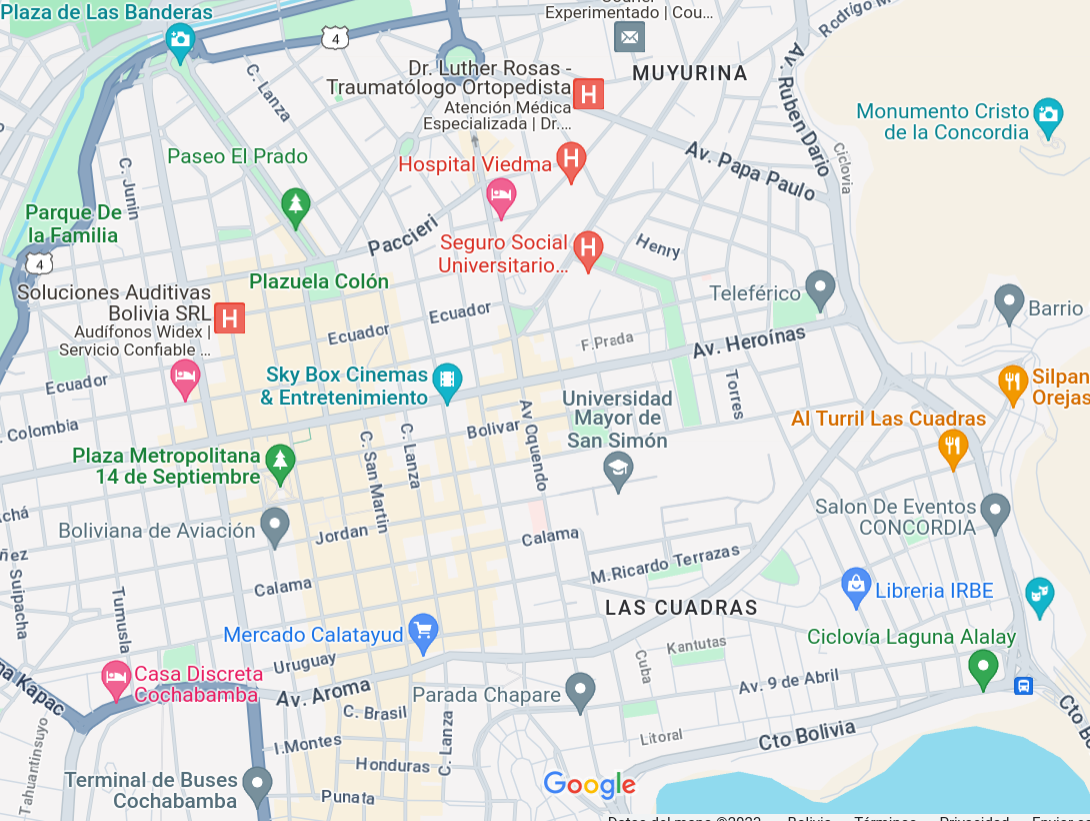 Plaza de Las Banderas
Experimentado | Cou...
4
Rodrigo M
MUYURINA
Av. Ruben Dario
C. Lanza
Dr. Luther Rosas -
Traumatólogo Ortopedista
Atención Médica
Especializada | Dr....
H
Monumento Cristo
de la Concordia
Ciclovia
Paseo El Prado
Hospital Viedma
H
Av. Papa Paulo
C. Junin
Parque De
la Familia
Paccieri
Seguro Social
Universitario...
H
Henry
4
Plazuela Colón
Soluciones Auditivas
Bolivia SRL
Audífonos Widex |
Servicio Confiable ...
H
Teleférico
Barrio
Ecuador
Ecuador
F.Prada
Av. Heroínas
Ecuador
Sky Box Cinemas
& Entretenimiento
Torres
Universidad
Mayor de
San Simón
Silpan
Orejas
Al Turril Las Cuadras
Colombia
Bolivar
Av Oquendo
C. San Martin
C. Lanza
Plaza Metropolitana
14 de Septiembre
Salon De Eventos
CONCORDIA
chá
Boliviana de Aviación
Jordan
Calama
ñez
Suipacha
M.Ricardo Terrazas
Calama
Tumusla
Libreria IRBE
LAS CUADRAS
Mercado Calatayud
Ciclovía Laguna Alalay
Kantutas
Cuba
Uruguay
Casa Discreta
Cochabamba
Av. Aroma
Parada Chapare
Av. 9 de Abril
na Kapac
C. Brasil
C. Lanza
I.Montes
Litoral
Cto Bolivia
Cto B
Tahuantinsuyo
Honduras
Terminal de Buses
Cochabamba
Punata
Google